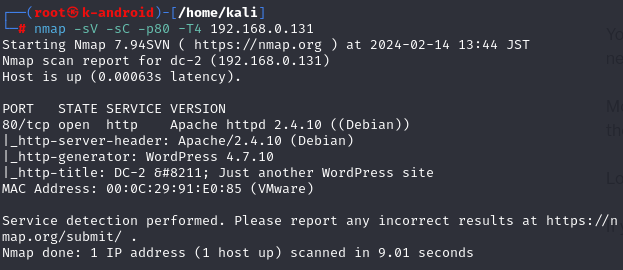 ┌──(root㉿k-android)-[/home/kali]
└─# nmap -sV -sC -p80 -T4 192.168.0.131
Starting Nmap 7.94SVN ( https://nmap.org ) at 2024-02-14 13:44 JST
Nmap scan report for dc-2 (192.168.0.131)
Host is up (0.00063s latency).

PORT   STATE SERVICE VERSION
80/tcp open  http    Apache httpd 2.4.10 ((Debian))
|_http-server-header: Apache/2.4.10 (Debian)
|_http-generator: WordPress 4.7.10
|_http-title: DC-2 &#8211; Just another WordPress site
MAC Address: 00:0C:29:91:E0:85 (VMware)

Service detection performed. Please report any incorrect results at https://n
map.org/submit/ .
Nmap done: 1 IP address (1 host up) scanned in 9.01 seconds